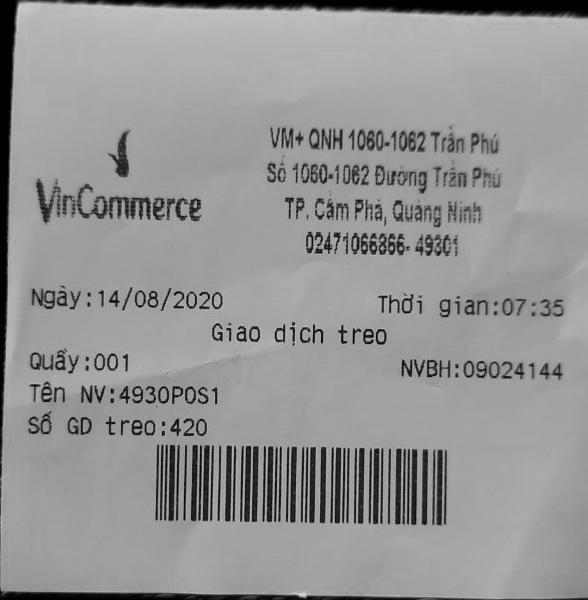 VinCommerce
VM+ QNH 1060-1062 Trần Phú
Số 1060-1062 Đường Trần Phú
TP. Cẩm Phả, Quảng Ninh
02471066866- 49301
Ngày:14/08/2020 Thời gian:07:35
Giao dịch treo
Quầy:001 NVBH:09024144
Tên NV:4930POS1
Số GD treo:420